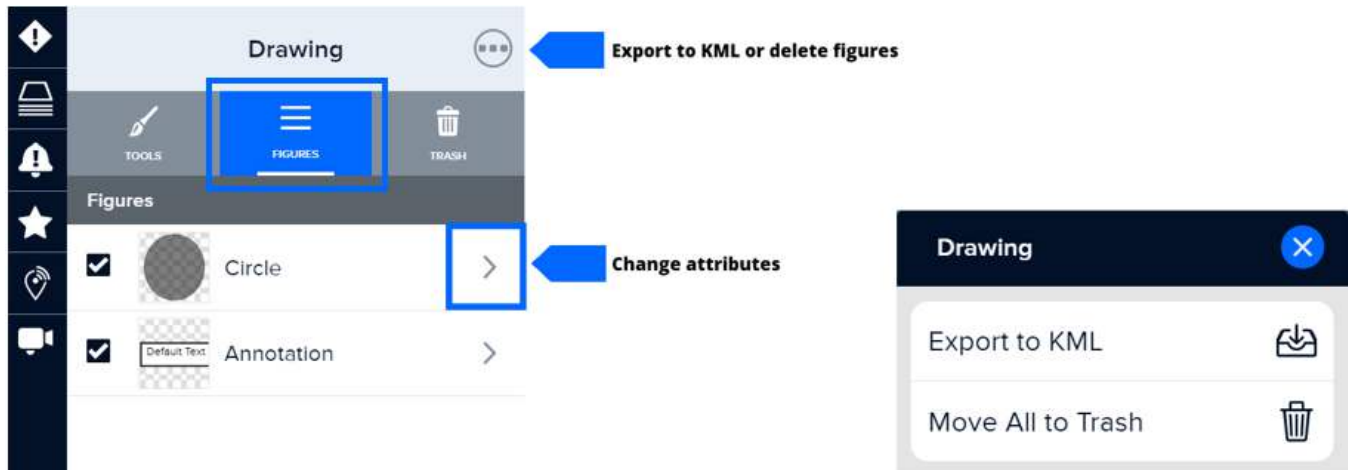 Drawing
Export to KML or delete figures
TOOLS
FIGURES
TRASH
Figures
Circle
Change attributes
Default Text
Annotation
Drawing
Export to KML
Move All to Trash